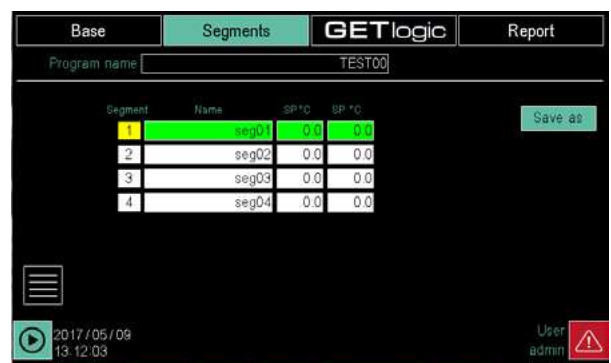 Base Segments GETlogic Report
Program name TEST00
Segment Name SP °C SP °C
Save as
1 seg01 0.0 0.0
2 seg02 0.0 0.0
3 seg03 0.0 0.0
4 seg04 0.0 0.0
2017/05/09
13:12:03
User
admin